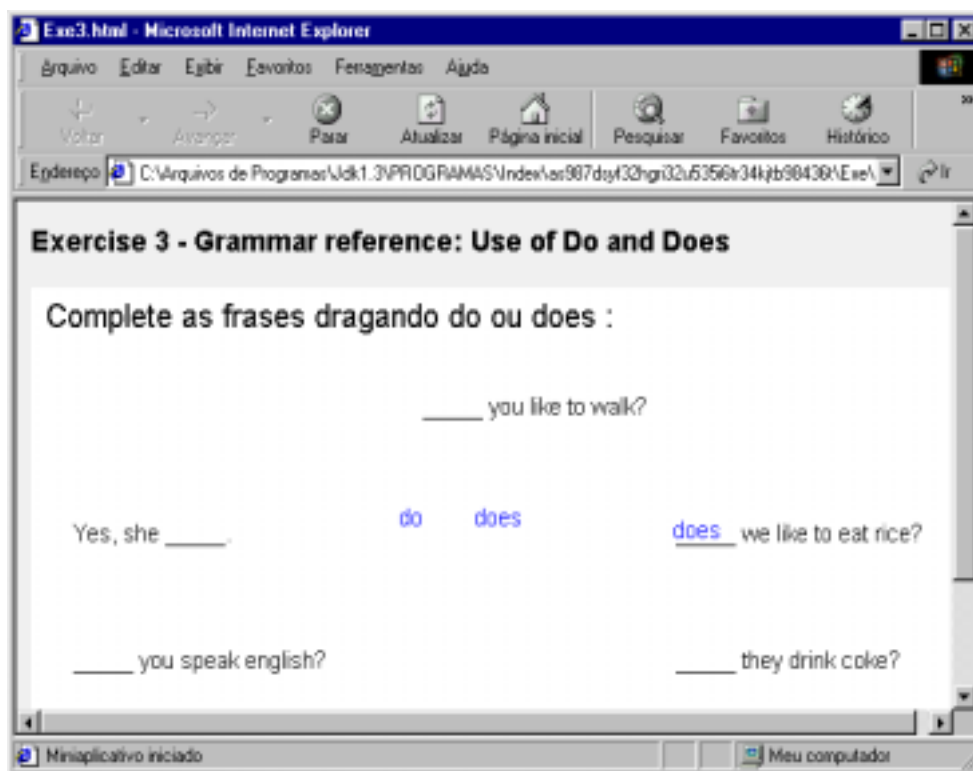 Exe3.html - Microsoft Internet Explorer
Arquivo Editar Exibir Favoritos Ferramentas Ajuda
Voltar Avançar Parar Atualizar Página inicial Pesquisar Favoritos Histórico
Endereço C:\Arquivos de Programas\Jdk1.3\PROGRAMAS\Index\ Ir
Exercise 3 - Grammar reference: Use of Do and Does
Complete as frases dragando do ou does :
_____ you like to walk?
Yes, she _____. do does does we like to eat rice?
_____ you speak english? _____ they drink coke?
Miniaplicativo iniciado Meu computador